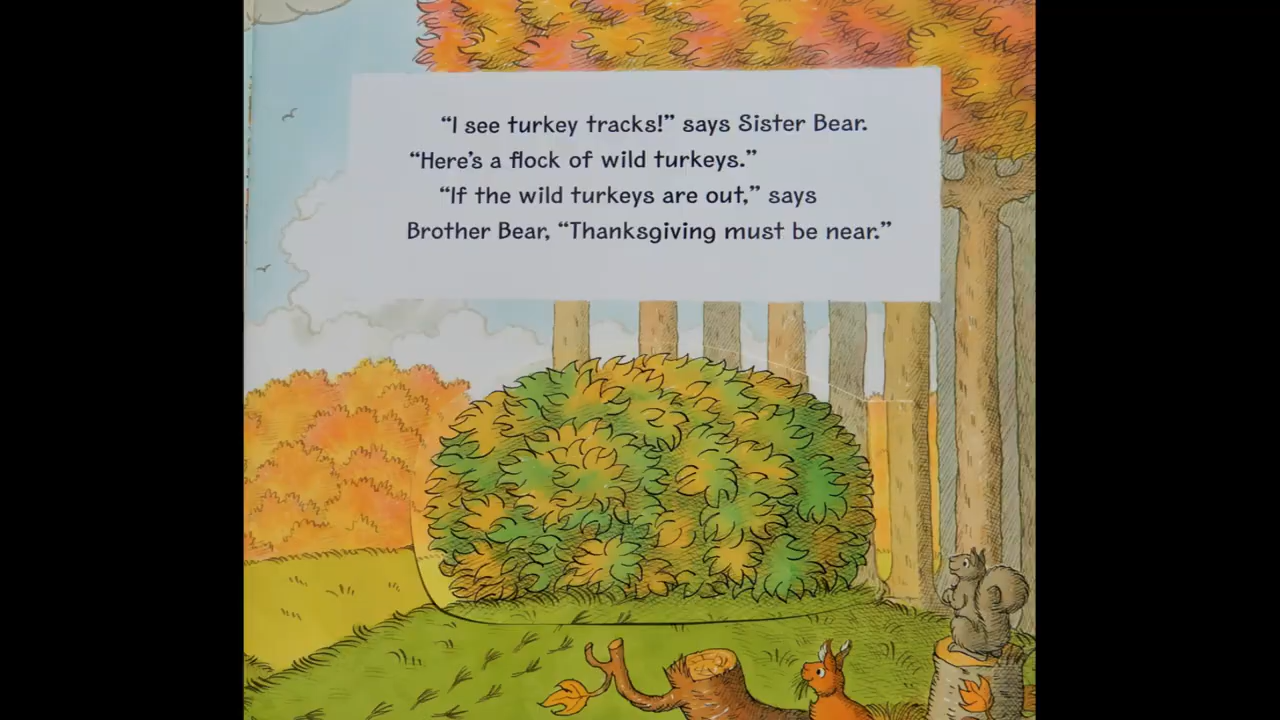 “I see turkey tracks!” says Sister Bear.
“Here’s a flock of wild turkeys.”
“If the wild turkeys are out,” says
Brother Bear, “Thanksgiving must be near.”